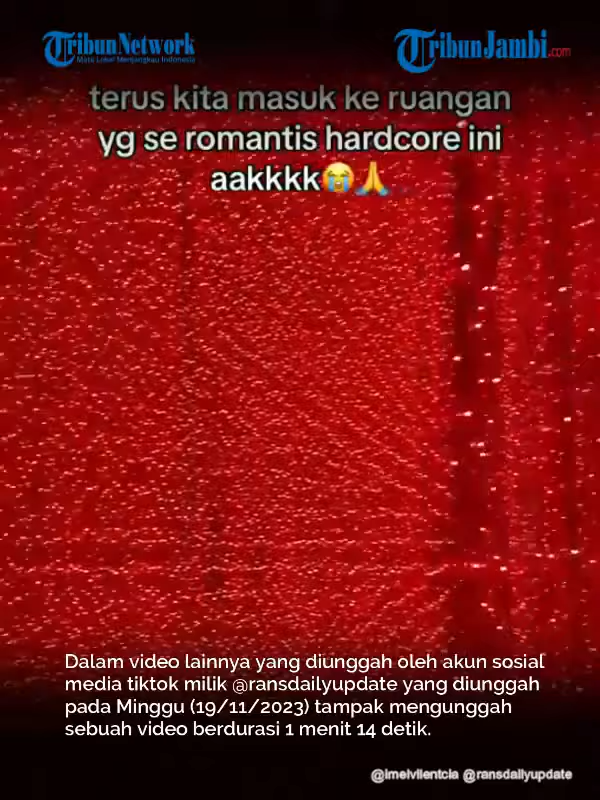 TribunNetwork
Mata Lokal Menjangkau Indonesia
TribunJambi.com
terus kita masuk ke ruangan
yg se romantis hardcore ini
aakkkk😭🙏
Dalam video lainnya yang diunggah oleh akun sosial
media tiktok milik @ransdailyupdate yang diunggah
pada Minggu (19/11/2023) tampak mengunggah
sebuah video berdurasi 1 menit 14 detik.
@imelvilentcia @ransdailyupdate